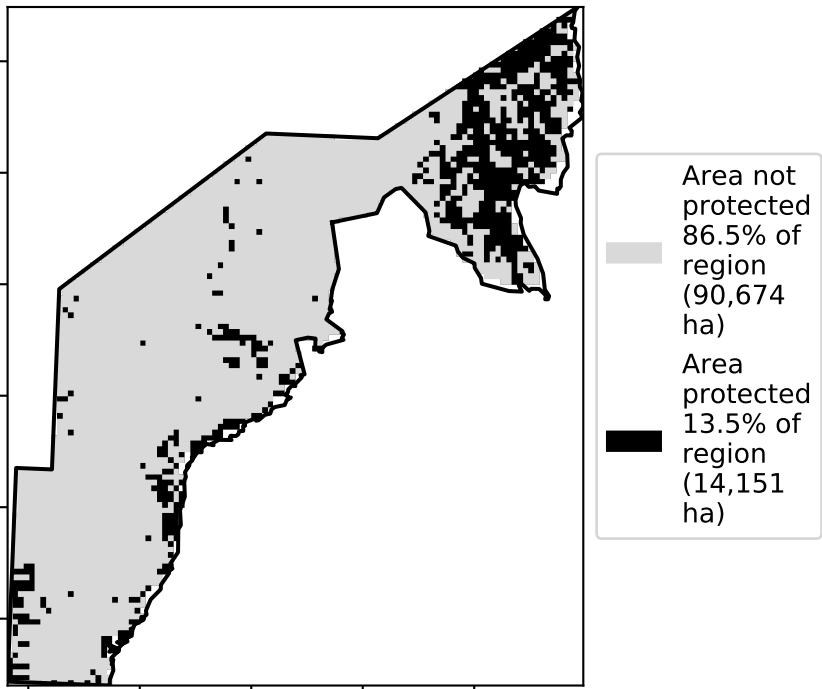 Area not
protected
86.5% of
region
(90,674
ha)
Area
protected
13.5% of
region
(14,151
ha)